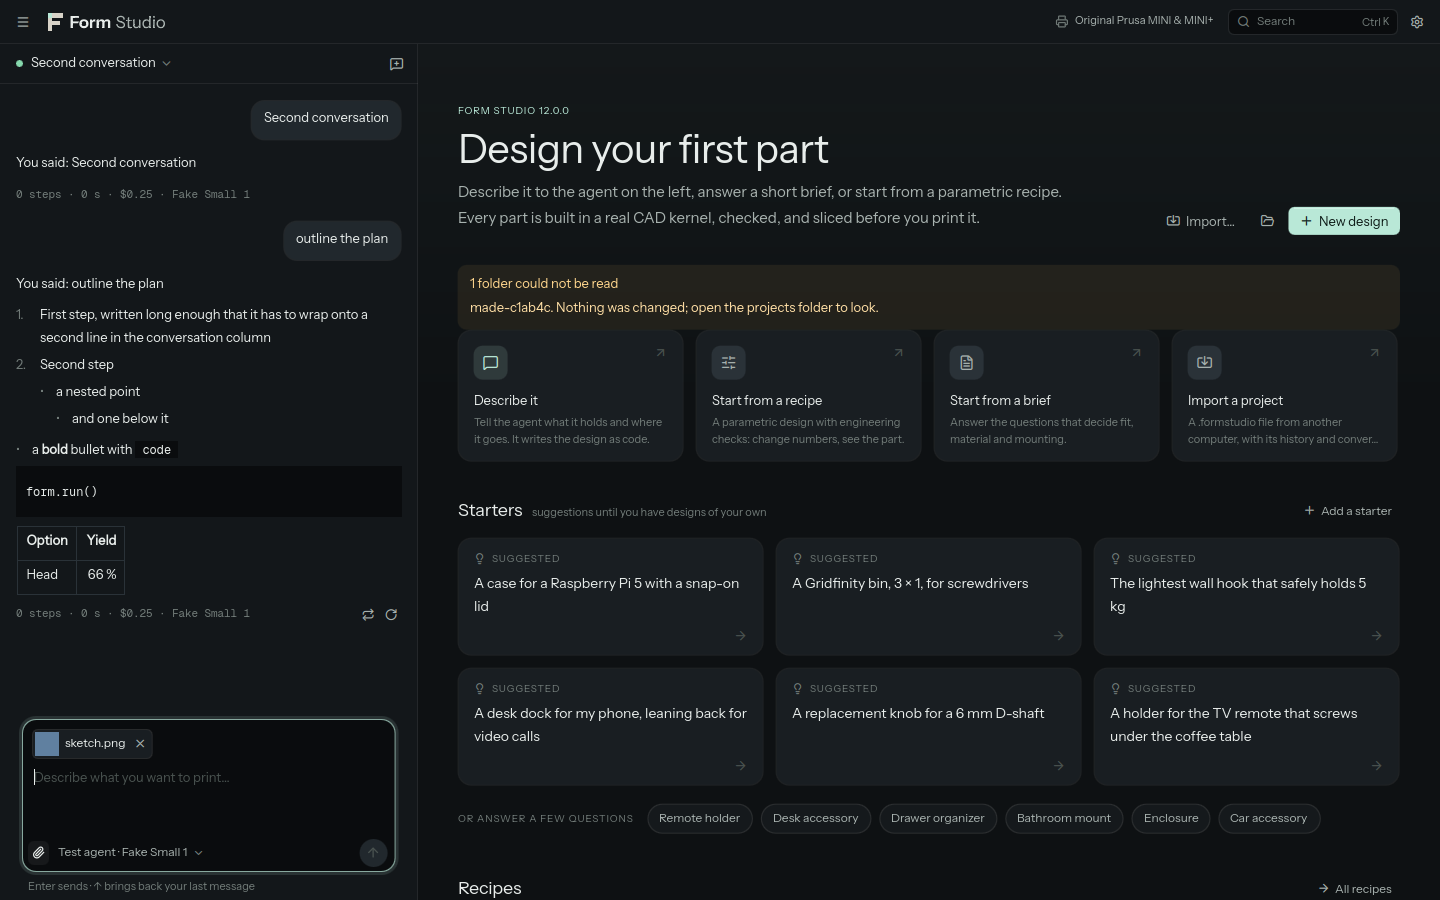 Form Studio
Original Prusa MINI & MINI+
Search
Ctrl K
Second conversation
Second conversation
You said: Second conversation
0 steps · 0 s · $0.25 · Fake Small 1
outline the plan
You said: outline the plan
1. First step, written long enough that it has to wrap onto a
second line in the conversation column
2. Second step
· a nested point
· and one below it
· a bold bullet with code
form.run()
Option Yield
Head 66 %
0 steps · 0 s · $0.25 · Fake Small 1
sketch.png
Describe what you want to print...
Test agent · Fake Small 1
Enter sends · ↑ brings back your last message
FORM STUDIO 12.0.0
Design your first part
Describe it to the agent on the left, answer a short brief, or start from a parametric recipe.
Every part is built in a real CAD kernel, checked, and sliced before you print it.
Import...
New design
1 folder could not be read
made-c1ab4c. Nothing was changed; open the projects folder to look.
Describe it
Tell the agent what it holds and where
it goes. It writes the design as code.
Start from a recipe
A parametric design with engineering
checks: change numbers, see the part.
Start from a brief
Answer the questions that decide fit,
material and mounting.
Import a project
A .formstudio file from another
computer, with its history and conver...
Starters suggestions until you have designs of your own
Add a starter
SUGGESTED
A case for a Raspberry Pi 5 with a snap-on
lid
SUGGESTED
A Gridfinity bin, 3 × 1, for screwdrivers
SUGGESTED
The lightest wall hook that safely holds 5
kg
SUGGESTED
A desk dock for my phone, leaning back for
video calls
SUGGESTED
A replacement knob for a 6 mm D-shaft
SUGGESTED
A holder for the TV remote that screws
under the coffee table
OR ANSWER A FEW QUESTIONS
Remote holder
Desk accessory
Drawer organizer
Bathroom mount
Enclosure
Car accessory
Recipes
All recipes